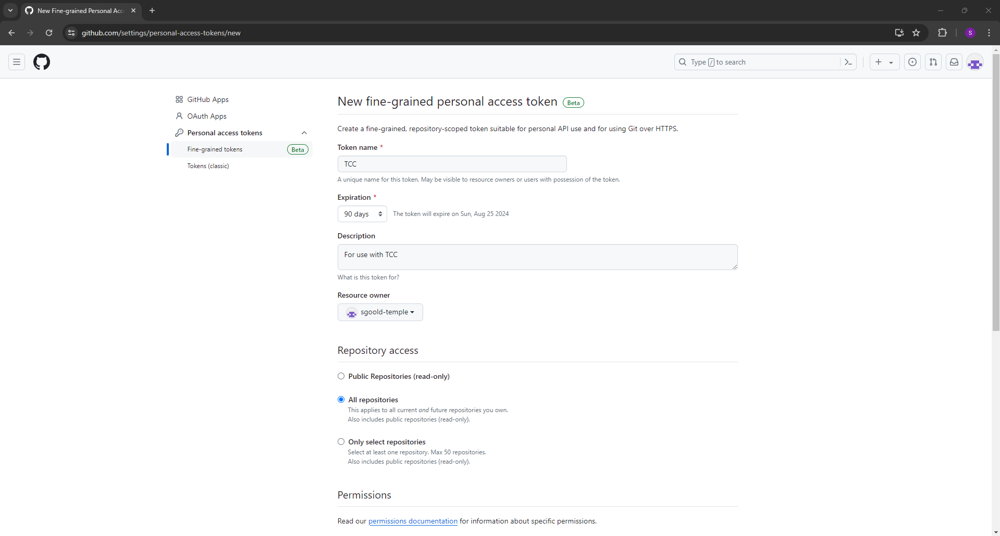 New Fine-grained Personal Acc
github.com/settings/personal-access-tokens/new
S
Type / to search
GitHub Apps
OAuth Apps
Personal access tokens
Fine-grained tokens Beta
Tokens (classic)
New fine-grained personal access token Beta
Create a fine-grained, repository-scoped token suitable for personal API use and for using Git over HTTPS.
Token name *
TCC
A unique name for this token. May be visible to resource owners or users with possession of the token.
Expiration *
90 days The token will expire on Sun, Aug 25 2024
Description
For use with TCC
What is this token for?
Resource owner
sgoold-temple
Repository access
Public Repositories (read-only)
All repositories
This applies to all current and future repositories you own.
Also includes public repositories (read-only).
Only select repositories
Select at least one repository. Max 50 repositories.
Also includes public repositories (read-only).
Permissions
Read our permissions documentation for information about specific permissions.